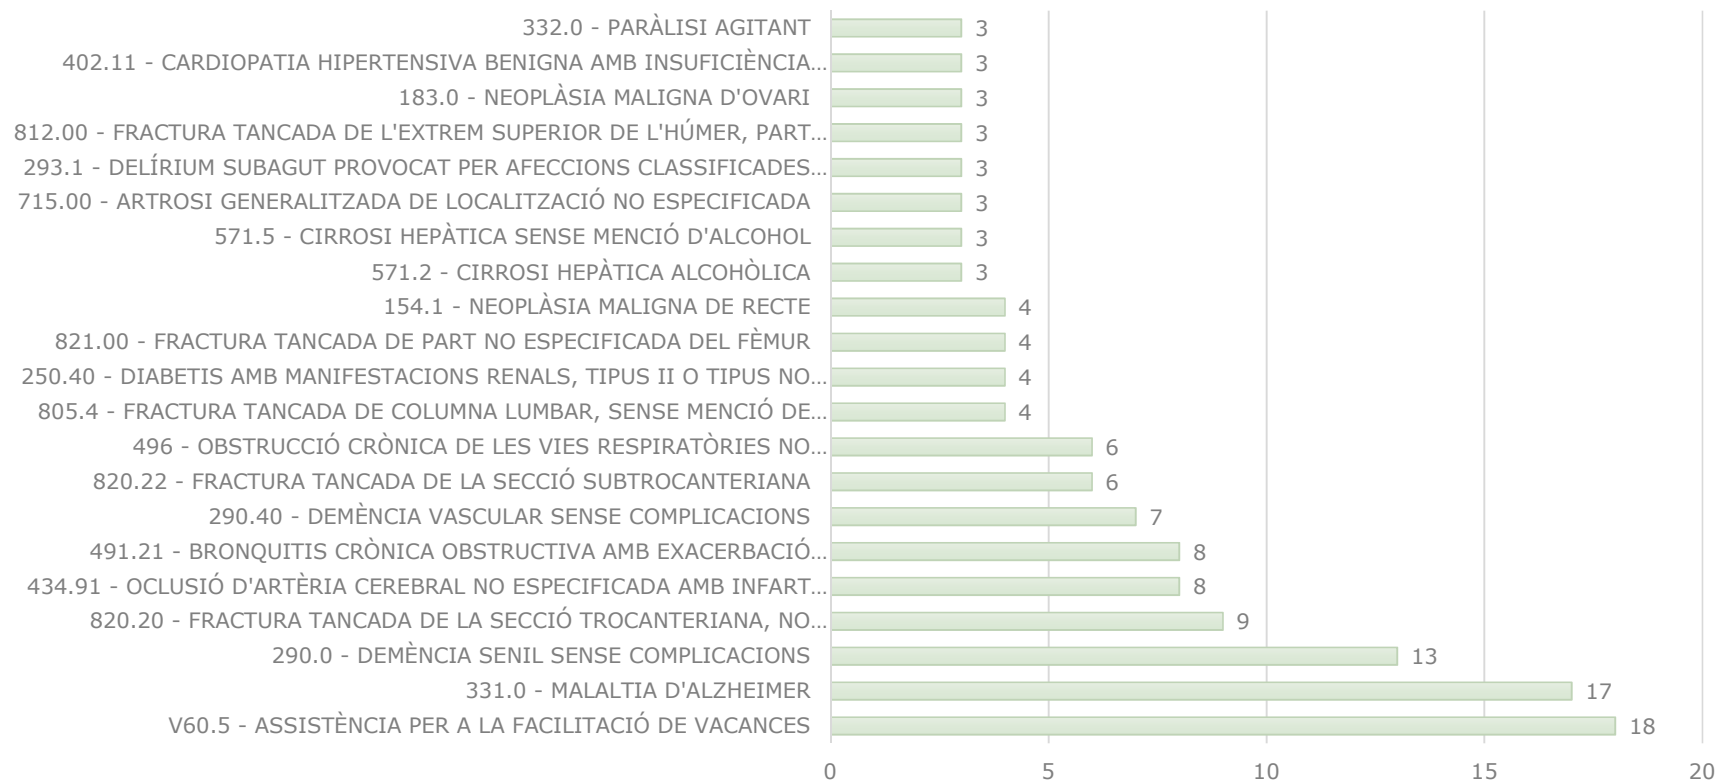 332.0 - PARÀLISI AGITANT 3
402.11 - CARDIOPATIA HIPERTENSIVA BENIGNA AMB INSUFICIÈNCIA… 3
183.0 - NEOPLÀSIA MALIGNA D'OVARI 3
812.00 - FRACTURA TANCADA DE L'EXTREM SUPERIOR DE L'HÚMER, PART… 3
293.1 - DELÍRIUM SUBAGUT PROVOCAT PER AFECCIONS CLASSIFICADES… 3
715.00 - ARTROSI GENERALITZADA DE LOCALITZACIÓ NO ESPECIFICADA 3
571.5 - CIRROSI HEPÀTICA SENSE MENCIÓ D'ALCOHOL 3
571.2 - CIRROSI HEPÀTICA ALCOHÒLICA 3
154.1 - NEOPLÀSIA MALIGNA DE RECTE 4
821.00 - FRACTURA TANCADA DE PART NO ESPECIFICADA DEL FÈMUR 4
250.40 - DIABETIS AMB MANIFESTACIONS RENALS, TIPUS II O TIPUS NO… 4
805.4 - FRACTURA TANCADA DE COLUMNA LUMBAR, SENSE MENCIÓ DE… 4
496 - OBSTRUCCIÓ CRÒNICA DE LES VIES RESPIRATÒRIES NO… 6
820.22 - FRACTURA TANCADA DE LA SECCIÓ SUBTROCANTERIANA 6
290.40 - DEMÈNCIA VASCULAR SENSE COMPLICACIONS 7
491.21 - BRONQUITIS CRÒNICA OBSTRUCTIVA AMB EXACERBACIÓ… 8
434.91 - OCLUSIÓ D'ARTÈRIA CEREBRAL NO ESPECIFICADA AMB INFART… 8
820.20 - FRACTURA TANCADA DE LA SECCIÓ TROCANTERIANA, NO… 9
290.0 - DEMÈNCIA SENIL SENSE COMPLICACIONS 13
331.0 - MALALTIA D'ALZHEIMER 17
V60.5 - ASSISTÈNCIA PER A LA FACILITACIÓ DE VACANCES 18
0 5 10 15 20